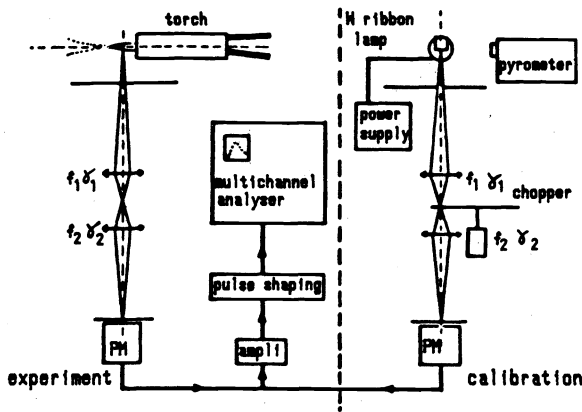 torch
W ribbon
lamp
pyrometer
power
supply
multichannel
analyser
f₁ γ₁
f₂ γ₂
f₁ γ₁
chopper
f₂ γ₂
pulse shaping
ampli
PM
PM
experiment
calibration